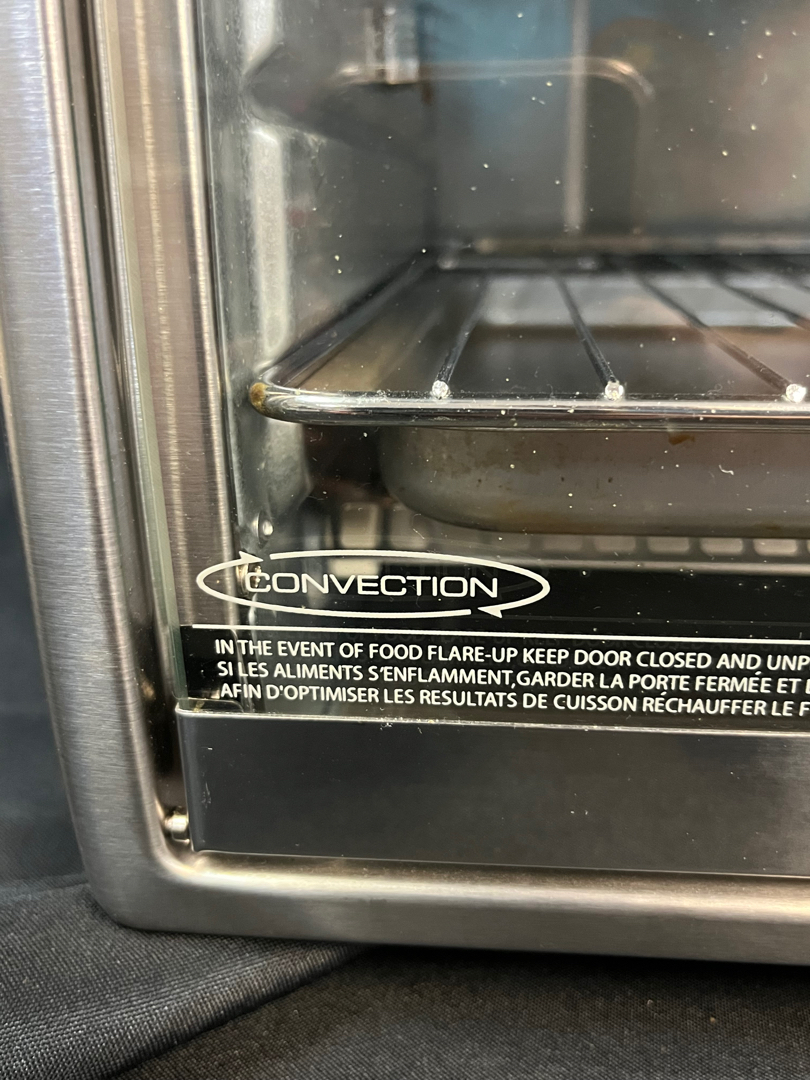 CONVECTION
IN THE EVENT OF FOOD FLARE-UP KEEP DOOR CLOSED AND UNP
SI LES ALIMENTS S'ENFLAMMENT,GARDER LA PORTE FERMÉE ET
AFIN D'OPTIMISER LES RESULTATS DE CUISSON RÉCHAUFFER LE F